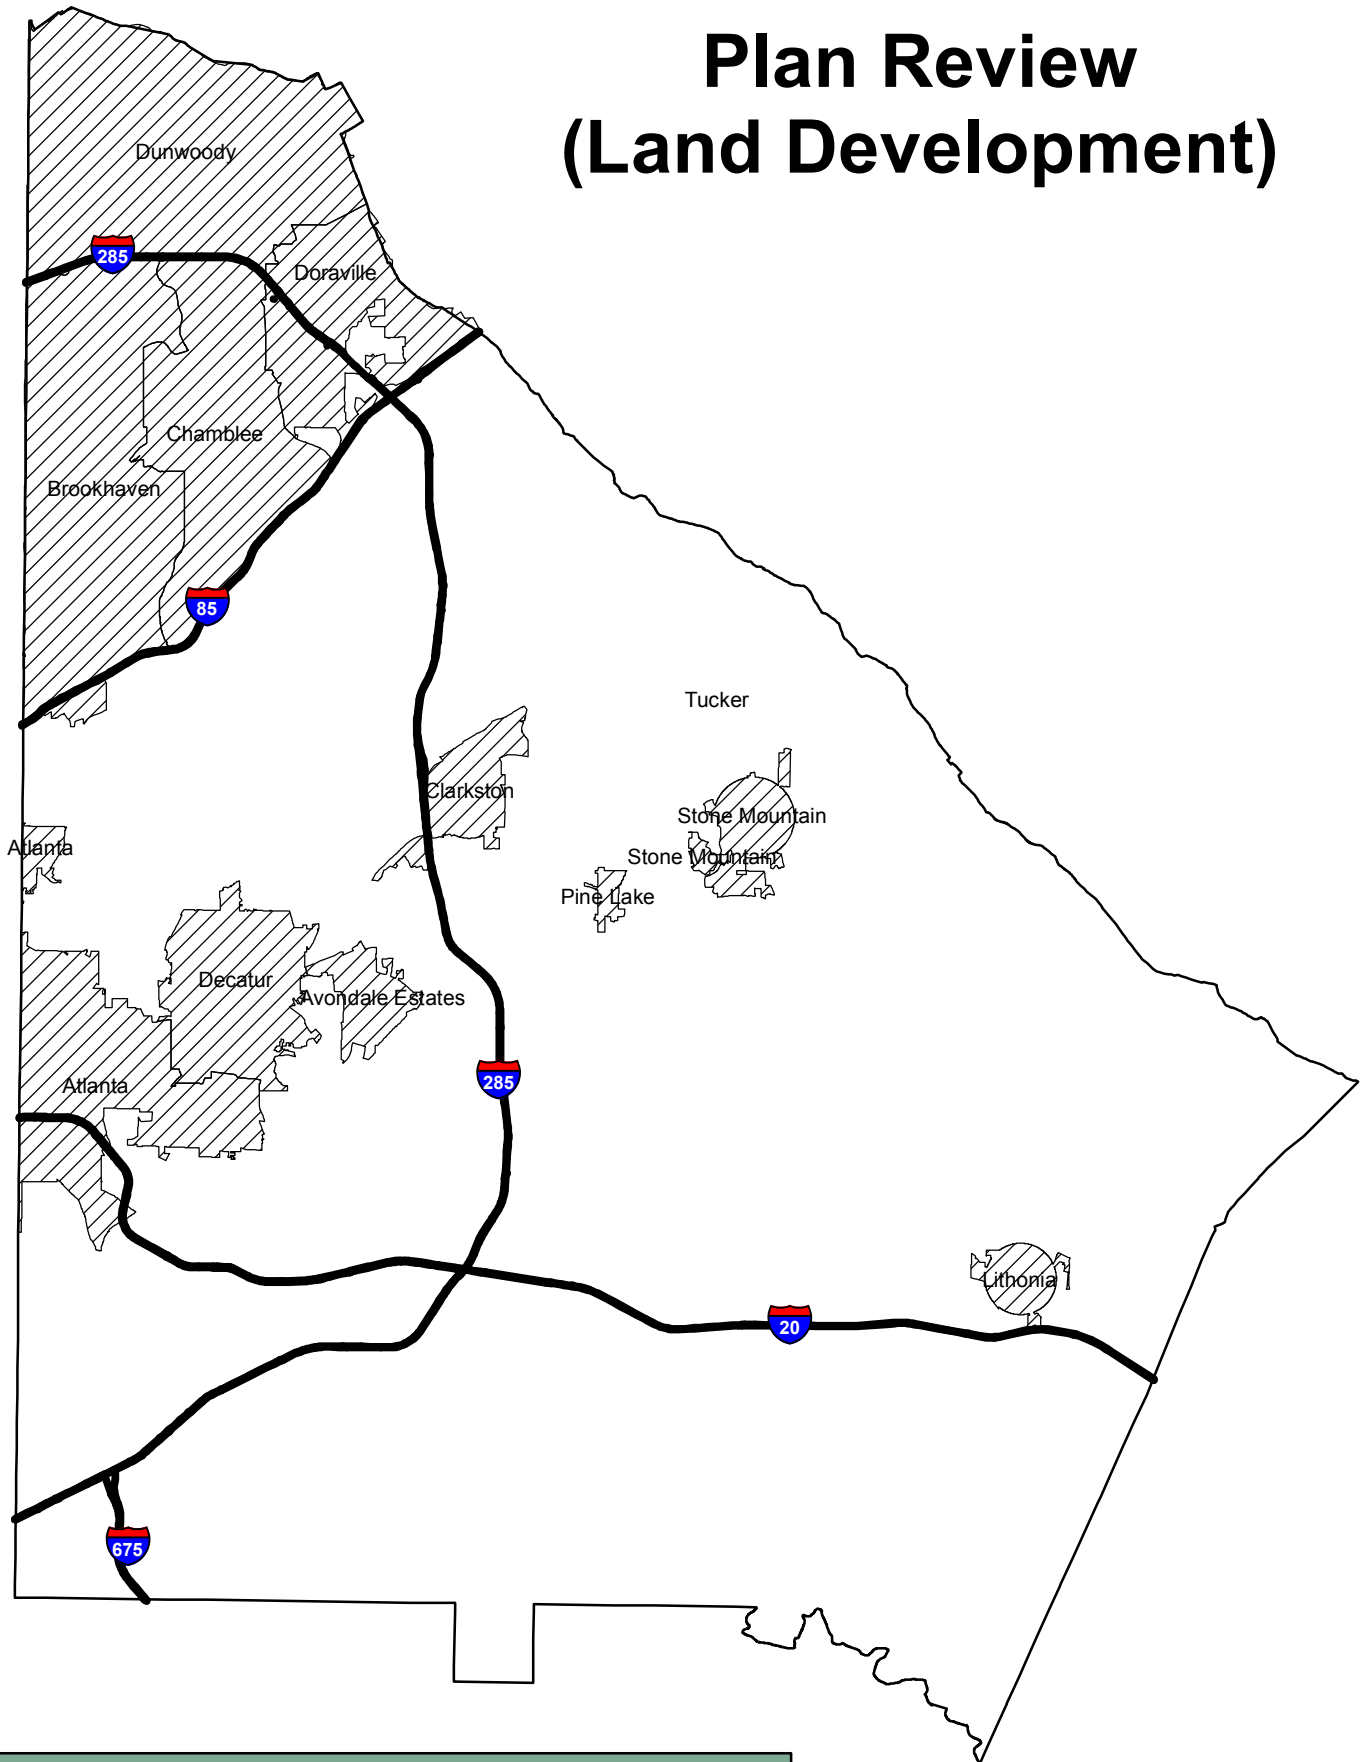 Plan Review
(Land Development)
Dunwoody
285
Doraville
Chamblee
Brookhaven
85
Tucker
Clarkston
Stone Mountain
Atlanta
Stone Mountain
Pine Lake
Decatur
Avondale Estates
285
Atlanta
Lithonia
20
675